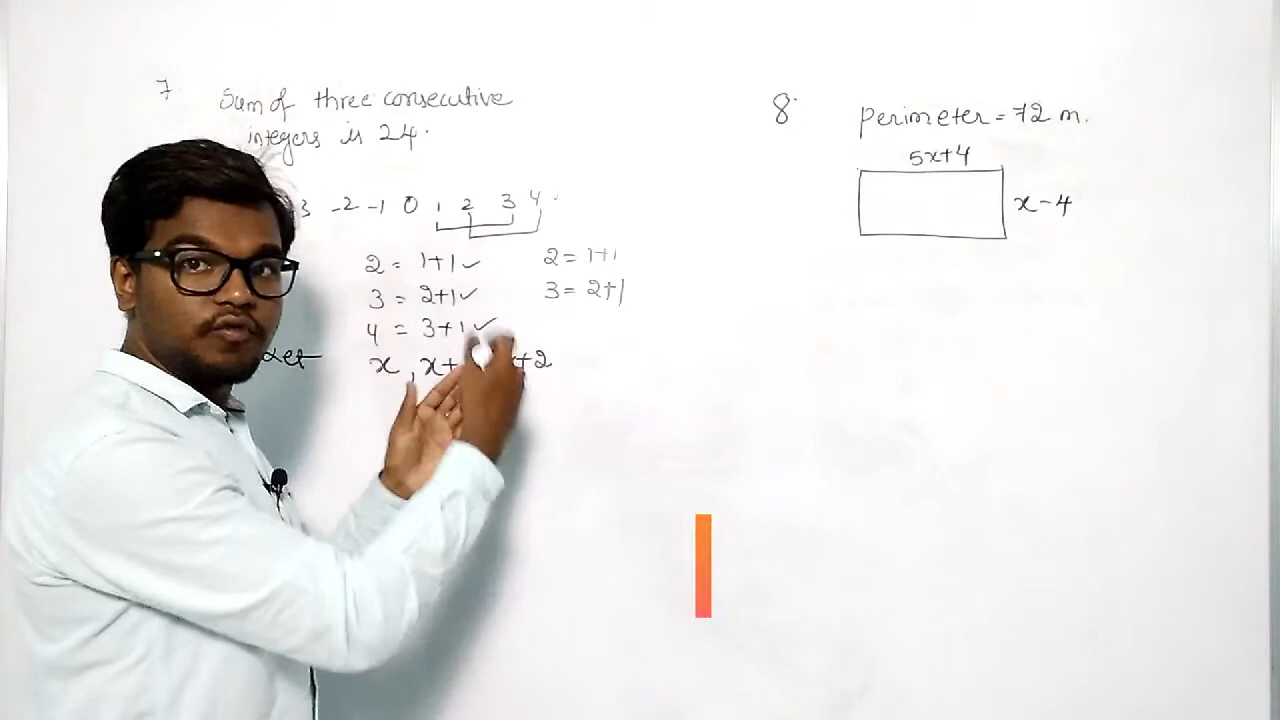 7.
Sum of three consecutive
integers is 24.
3 -2 -1 0 1 2 3 4
2 = 1+1 ✓
3 = 2+1 ✓
4 = 3+1 ✓
2 = 1+1
3 = 2+1
Let x, x+ +2
8.
Perimeter = 72 m.
5x+4
x-4